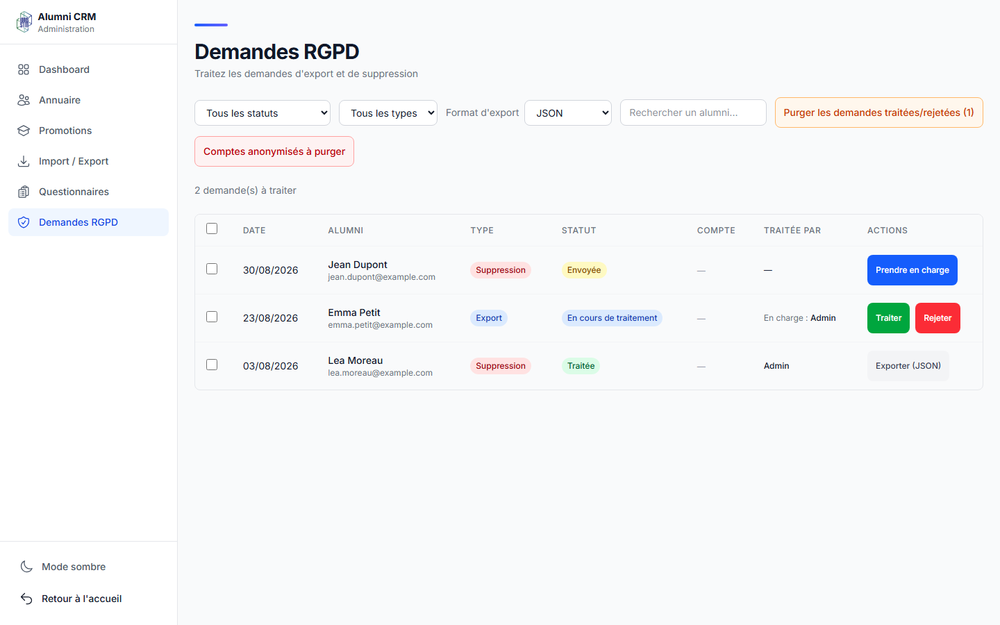 Alumni CRM
Administration
Dashboard
Annuaire
Promotions
Import / Export
Questionnaires
Demandes RGPD
Mode sombre
Retour à l'accueil
Demandes RGPD
Traitez les demandes d'export et de suppression
Tous les statuts
Tous les types
Format d'export
JSON
Rechercher un alumni...
Purger les demandes traitées/rejetées (1)
Comptes anonymisés à purger
2 demande(s) à traiter
DATE ALUMNI TYPE STATUT COMPTE TRAITÉE PAR ACTIONS
30/08/2026 Jean Dupont Suppression Envoyée — — Prendre en charge
jean.dupont@example.com
23/08/2026 Emma Petit Export En cours de traitement — En charge : Admin Traiter Rejeter
emma.petit@example.com
03/08/2026 Lea Moreau Suppression Traitée — Admin Exporter (JSON)
lea.moreau@example.com